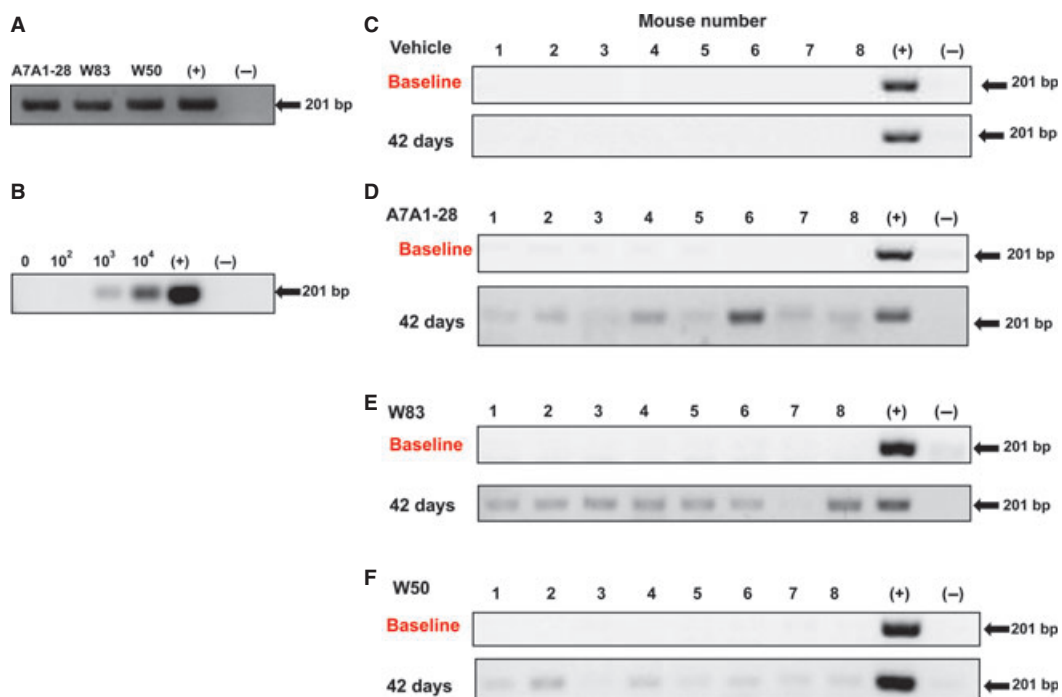 A
A7A1-28 W83 W50 (+) (—)
201 bp
B
0 10² 10³ 10⁴ (+) (—)
201 bp
Mouse number
C
Vehicle 1 2 3 4 5 6 7 8 (+) (—)
Baseline
201 bp
42 days
201 bp
D
A7A1-28 1 2 3 4 5 6 7 8 (+) (—)
Baseline
201 bp
42 days
201 bp
E
W83 1 2 3 4 5 6 7 8 (+) (—)
Baseline
201 bp
42 days
201 bp
F
W50 1 2 3 4 5 6 7 8 (+) (—)
Baseline
201 bp
42 days
201 bp